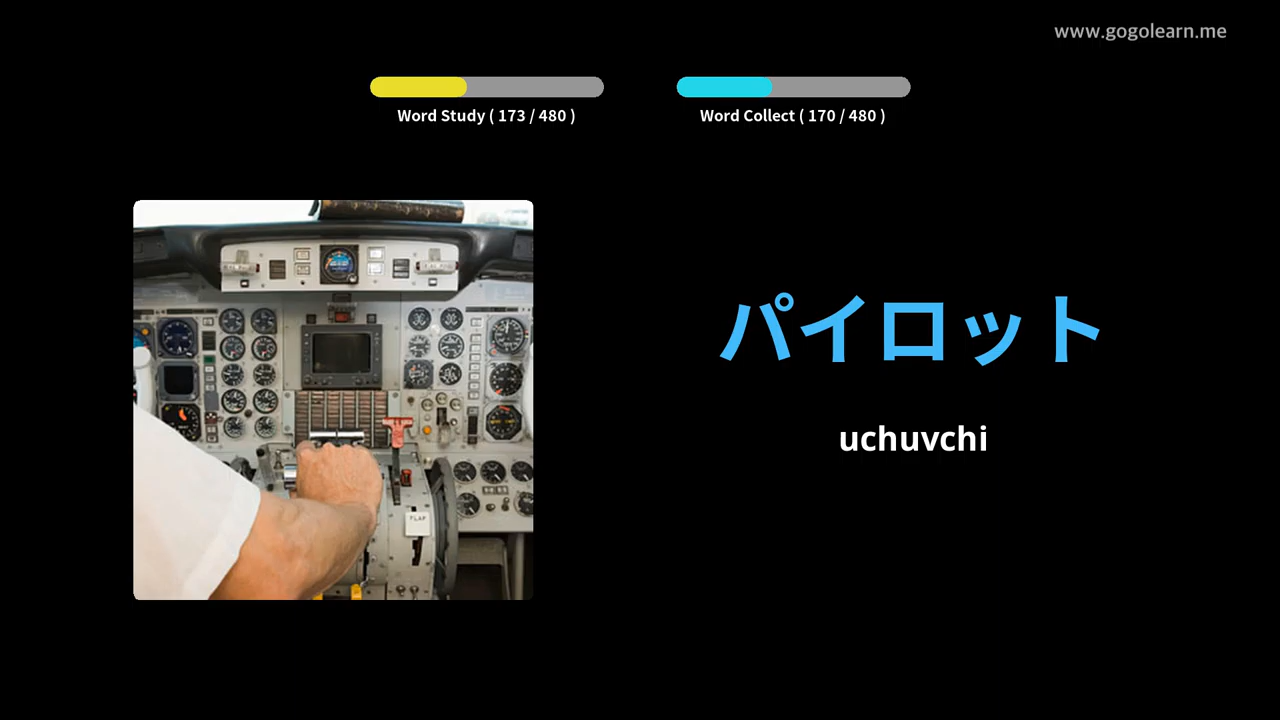 www.gogolearn.me
Word Study ( 173 / 480 )
Word Collect ( 170 / 480 )
パイロット
uchuvchi
FLAP